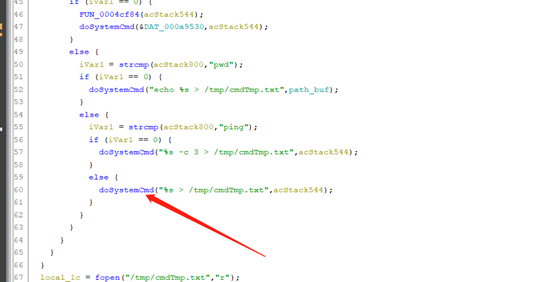 45 if (iVar1 == 0) {
46 FUN_0004cf84(acStack544);
47 doSystemCmd(&DAT_000a9530,acStack544);
48 }
49 else {
50 iVar1 = strcmp(acStack800,"pwd");
51 if (iVar1 == 0) {
52 doSystemCmd("echo %s > /tmp/cmdTmp.txt",path_buf);
53 }
54 else {
55 iVar1 = strcmp(acStack800,"ping");
56 if (iVar1 == 0) {
57 doSystemCmd("%s -c 3 > /tmp/cmdTmp.txt",acStack544);
58 }
59 else {
60 doSystemCmd("%s > /tmp/cmdTmp.txt",acStack544);
61 }
62 }
63 }
64 }
65 }
66 }
67 local_1c = fopen("/tmp/cmdTmp.txt","r");